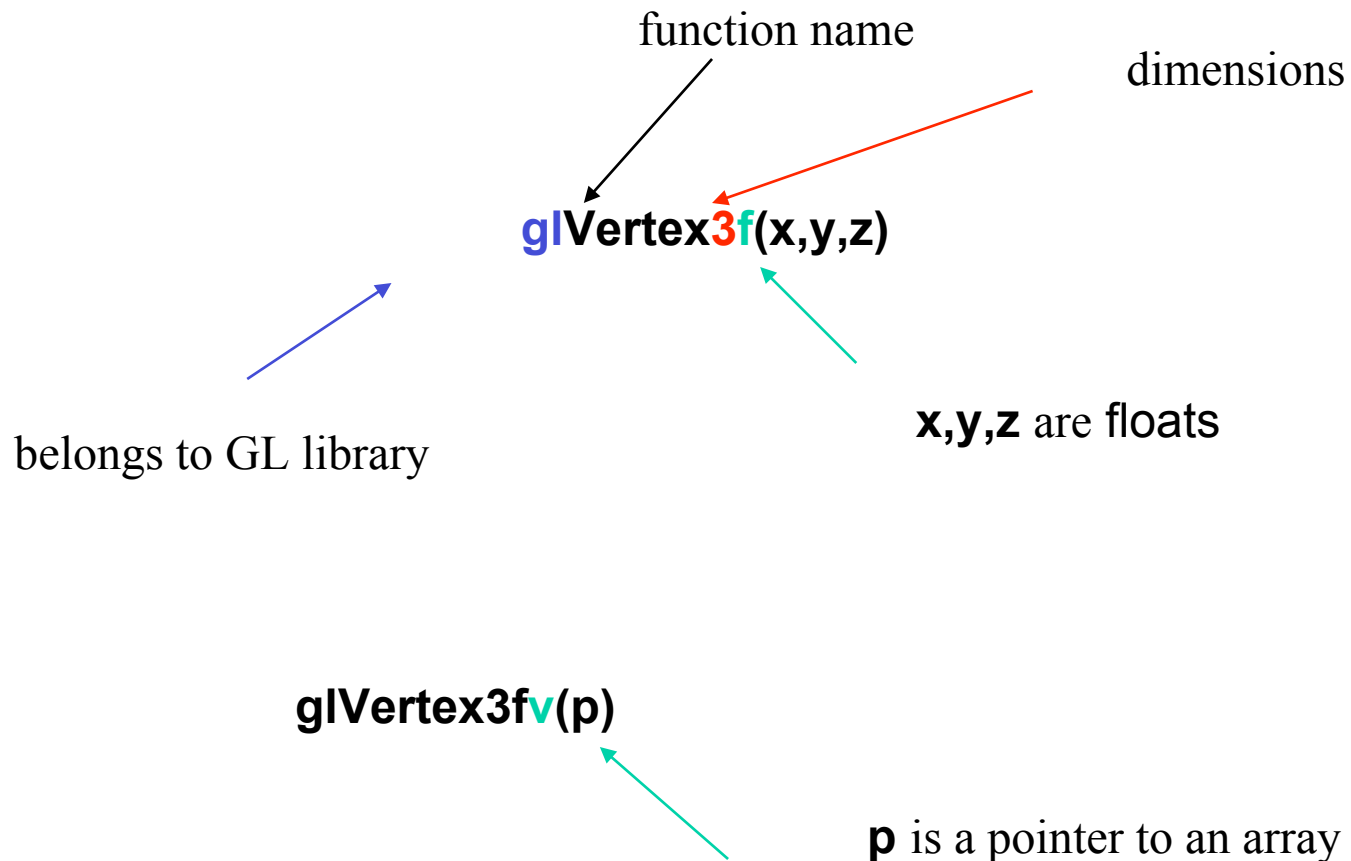 function name
dimensions
glVertex3f(x,y,z)
x,y,z are floats
belongs to GL library
glVertex3fv(p)
p is a pointer to an array